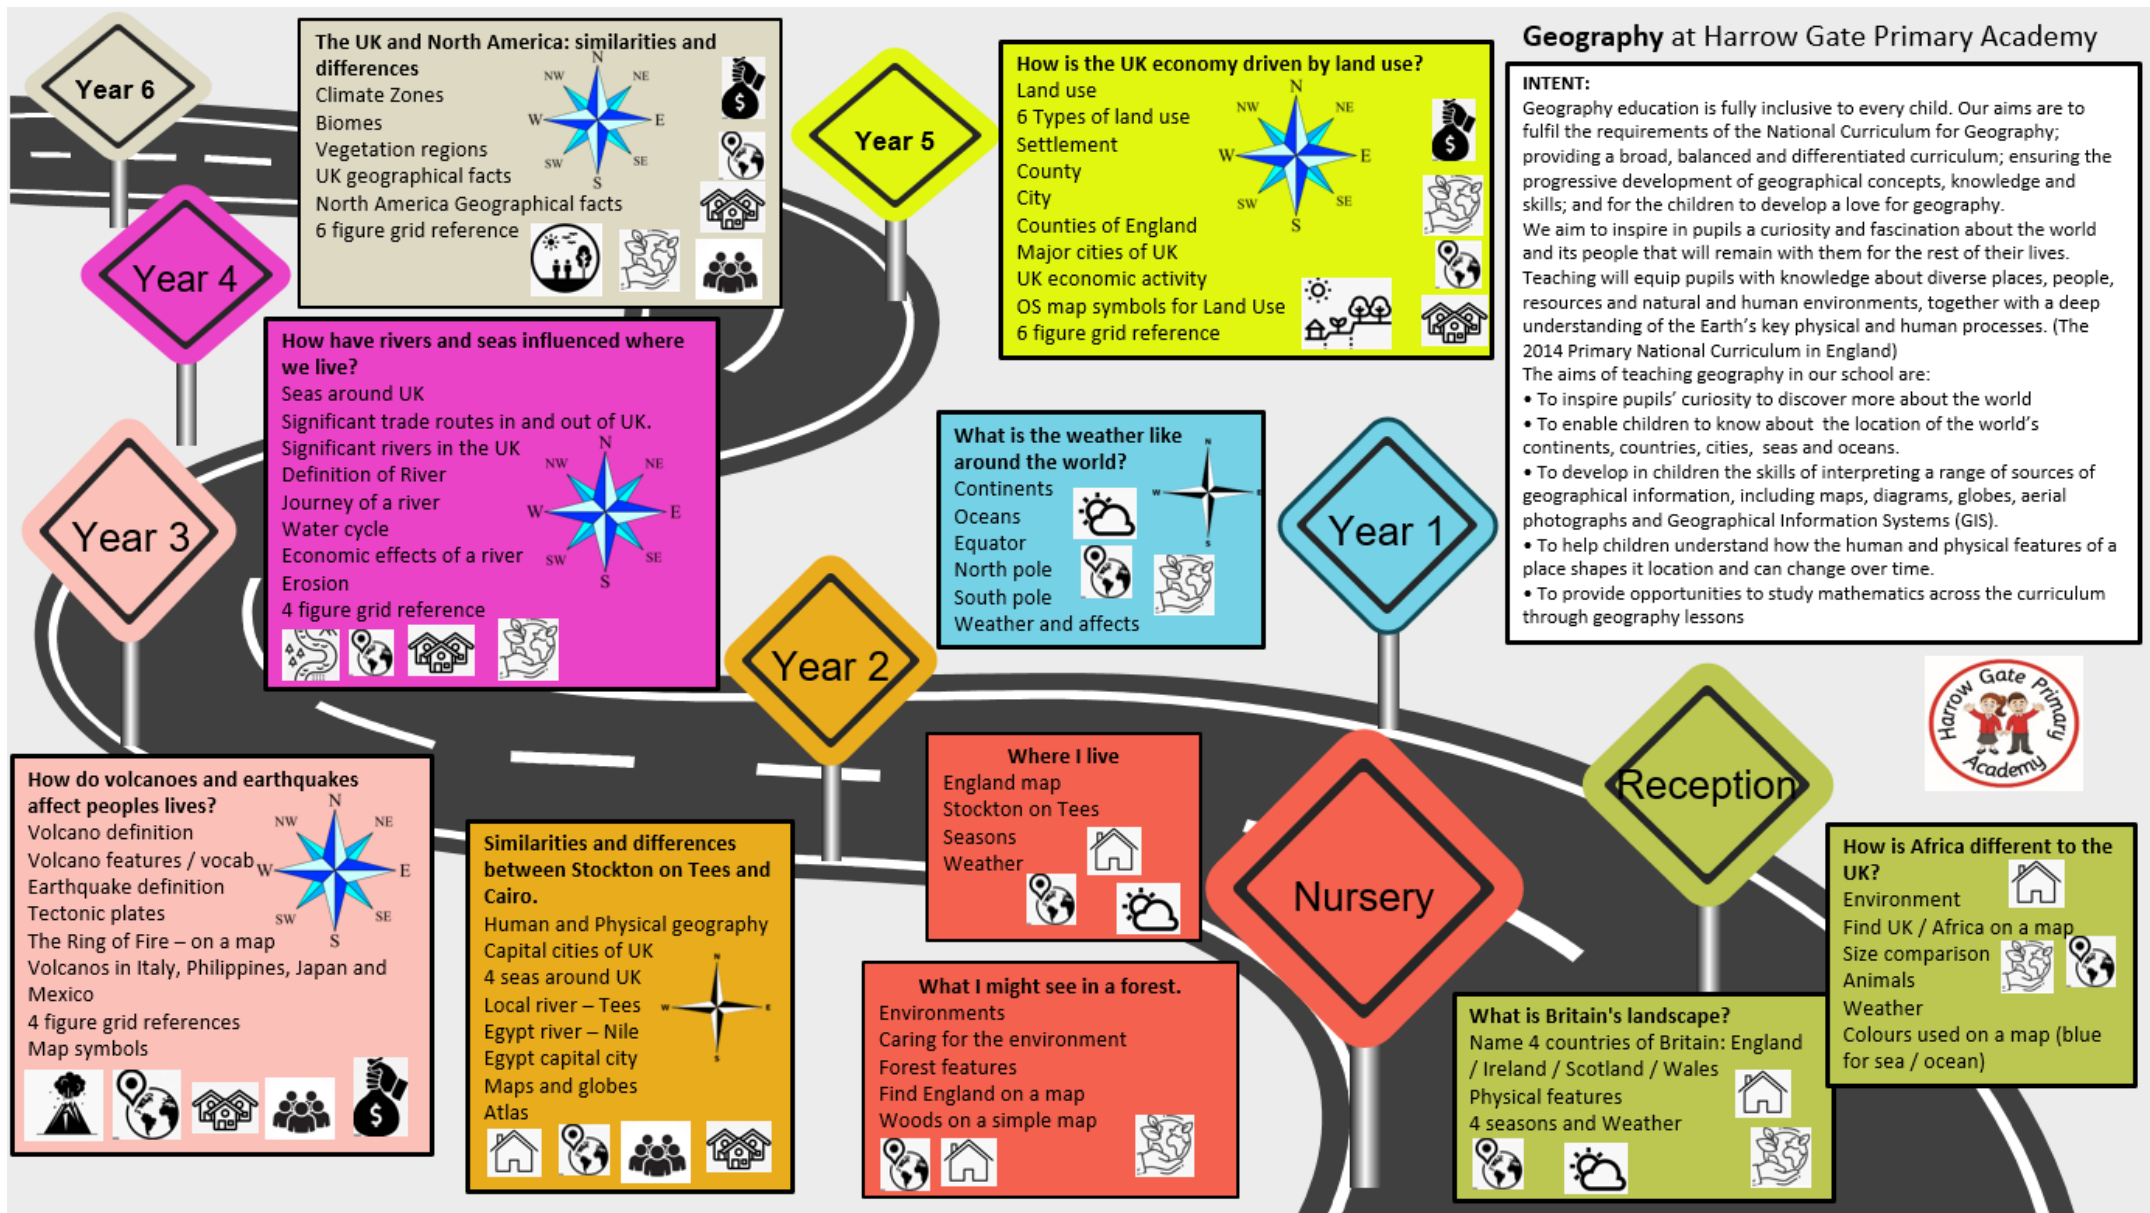 Geography at Harrow Gate Primary Academy
INTENT:
Geography education is fully inclusive to every child. Our aims are to
fulfil the requirements of the National Curriculum for Geography;
providing a broad, balanced and differentiated curriculum; ensuring the
progressive development of geographical concepts, knowledge and
skills; and for the children to develop a love for geography.
We aim to inspire in pupils a curiosity and fascination about the world
and its people that will remain with them for the rest of their lives.
Teaching will equip pupils with knowledge about diverse places, people,
resources and natural and human environments, together with a deep
understanding of the Earth's key physical and human processes. (The
2014 Primary National Curriculum in England)
The aims of teaching geography in our school are:
• To inspire pupils' curiosity to discover more about the world
• To enable children to know about the location of the world's
continents, countries, cities, seas and oceans.
• To develop in children the skills of interpreting a range of sources of
geographical information, including maps, diagrams, globes, aerial
photographs and Geographical Information Systems (GIS).
• To help children understand how the human and physical features of a
place shapes it location and can change over time.
• To provide opportunities to study mathematics across the curriculum
through geography lessons
Harrow Gate Primary Academy
Year 6
The UK and North America: similarities and
differences
Climate Zones
Biomes
Vegetation regions
UK geographical facts
North America Geographical facts
6 figure grid reference
N
NE
E
SE
S
SW
W
NW
$
Year 5
How is the UK economy driven by land use?
Land use
6 Types of land use
Settlement
County
City
Counties of England
Major cities of UK
UK economic activity
OS map symbols for Land Use
6 figure grid reference
N
NE
E
SE
S
SW
W
NW
$
Year 4
How have rivers and seas influenced where
we live?
Seas around UK
Significant trade routes in and out of UK.
Significant rivers in the UK
Definition of River
Journey of a river
Water cycle
Economic effects of a river
Erosion
4 figure grid reference
N
NE
E
SE
S
SW
W
NW
Year 3
How do volcanoes and earthquakes
affect peoples lives?
Volcano definition
Volcano features / vocab
Earthquake definition
Tectonic plates
The Ring of Fire – on a map
Volcanos in Italy, Philippines, Japan and
Mexico
4 figure grid references
Map symbols
N
NE
E
SE
S
SW
W
NW
$
Year 2
Similarities and differences
between Stockton on Tees and
Cairo.
Human and Physical geography
Capital cities of UK
4 seas around UK
Local river – Tees
Egypt river – Nile
Egypt capital city
Maps and globes
Atlas
N
E
S
W
Year 1
What is the weather like
around the world?
Continents
Oceans
Equator
North pole
South pole
Weather and affects
N
E
S
W
Nursery
Where I live
England map
Stockton on Tees
Seasons
Weather
What I might see in a forest.
Environments
Caring for the environment
Forest features
Find England on a map
Woods on a simple map
Reception
How is Africa different to the
UK?
Environment
Find UK / Africa on a map
Size comparison
Animals
Weather
Colours used on a map (blue
for sea / ocean)
What is Britain's landscape?
Name 4 countries of Britain: England
/ Ireland / Scotland / Wales
Physical features
4 seasons and Weather